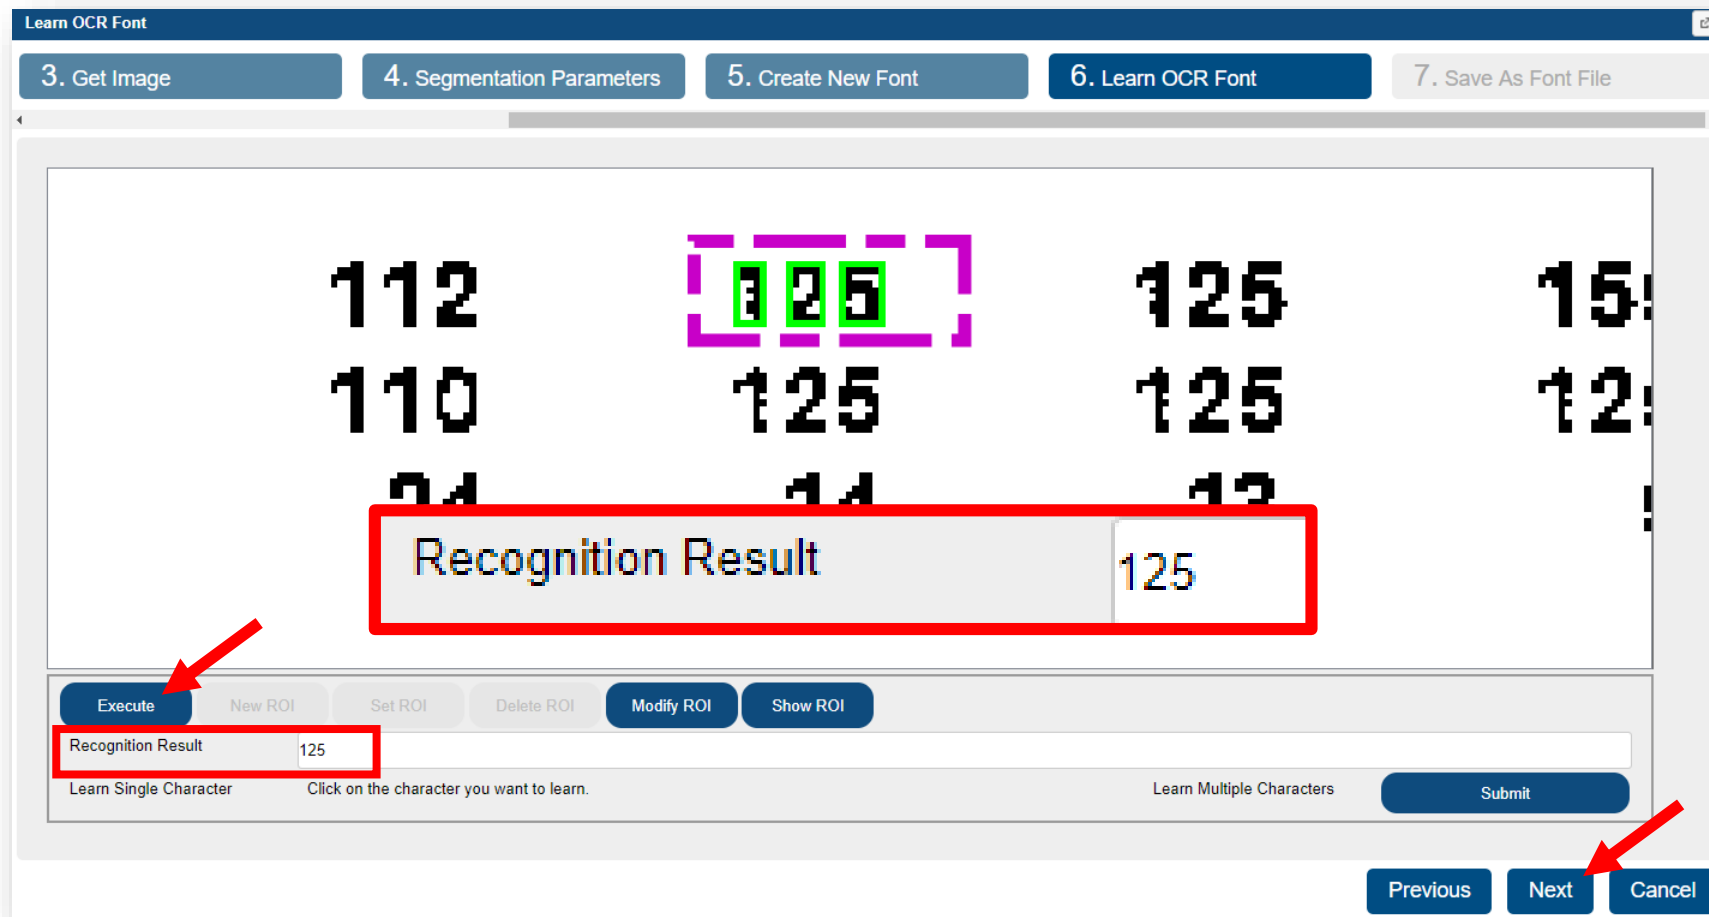 Learn OCR Font
3. Get Image 4. Segmentation Parameters 5. Create New Font 6. Learn OCR Font 7. Save As Font File
112 125 125 15
110 125 125 12
13
Recognition Result 125
Execute New ROI Set ROI Delete ROI Modify ROI Show ROI
Recognition Result 125
Learn Single Character Click on the character you want to learn. Learn Multiple Characters Submit
Previous Next Cancel